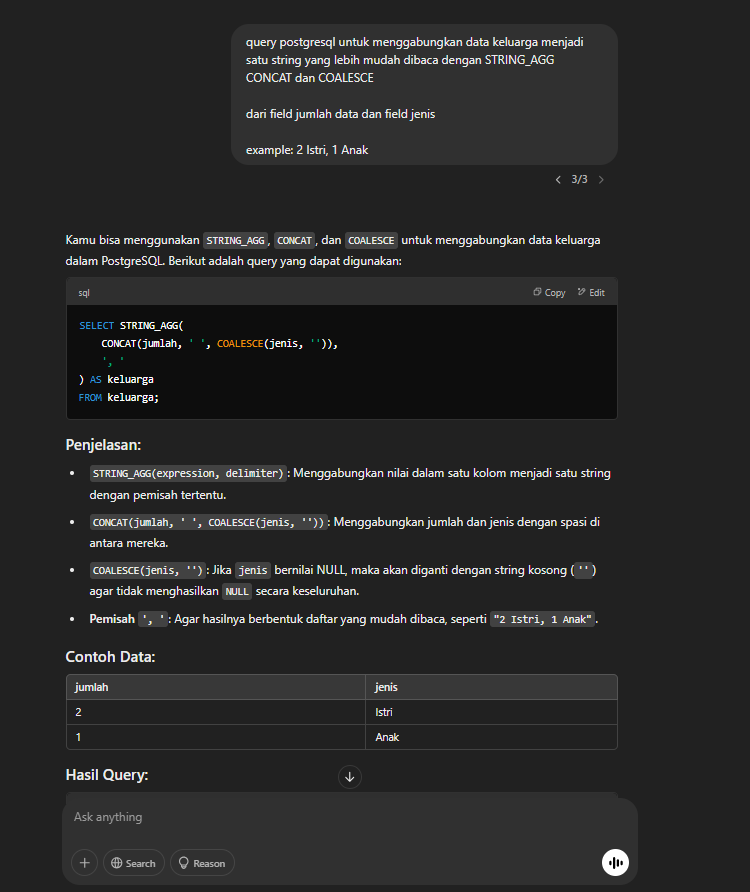 query postgresql untuk menggabungkan data keluarga menjadi
satu string yang lebih mudah dibaca dengan STRING_AGG
CONCAT dan COALESCE
dari field jumlah data dan field jenis
example: 2 Istri, 1 Anak
3/3
Kamu bisa menggunakan STRING_AGG, CONCAT, dan COALESCE untuk menggabungkan data keluarga
dalam PostgreSQL. Berikut adalah query yang dapat digunakan:
sql Copy Edit
SELECT STRING_AGG(
    CONCAT(jumlah, ' ', COALESCE(jenis, '')),
    ', '
) AS keluarga
FROM keluarga;
Penjelasan:
• STRING_AGG(expression, delimiter): Menggabungkan nilai dalam satu kolom menjadi satu string
dengan pemisah tertentu.
• CONCAT(jumlah, ' ', COALESCE(jenis, '')): Menggabungkan jumlah dan jenis dengan spasi di
antara mereka.
• COALESCE(jenis, ''): Jika jenis bernilai NULL, maka akan diganti dengan string kosong ('')
agar tidak menghasilkan NULL secara keseluruhan.
• Pemisah ', ': Agar hasilnya berbentuk daftar yang mudah dibaca, seperti "2 Istri, 1 Anak".
Contoh Data:
jumlah jenis
2 Istri
1 Anak
Hasil Query:
Ask anything
Search Reason